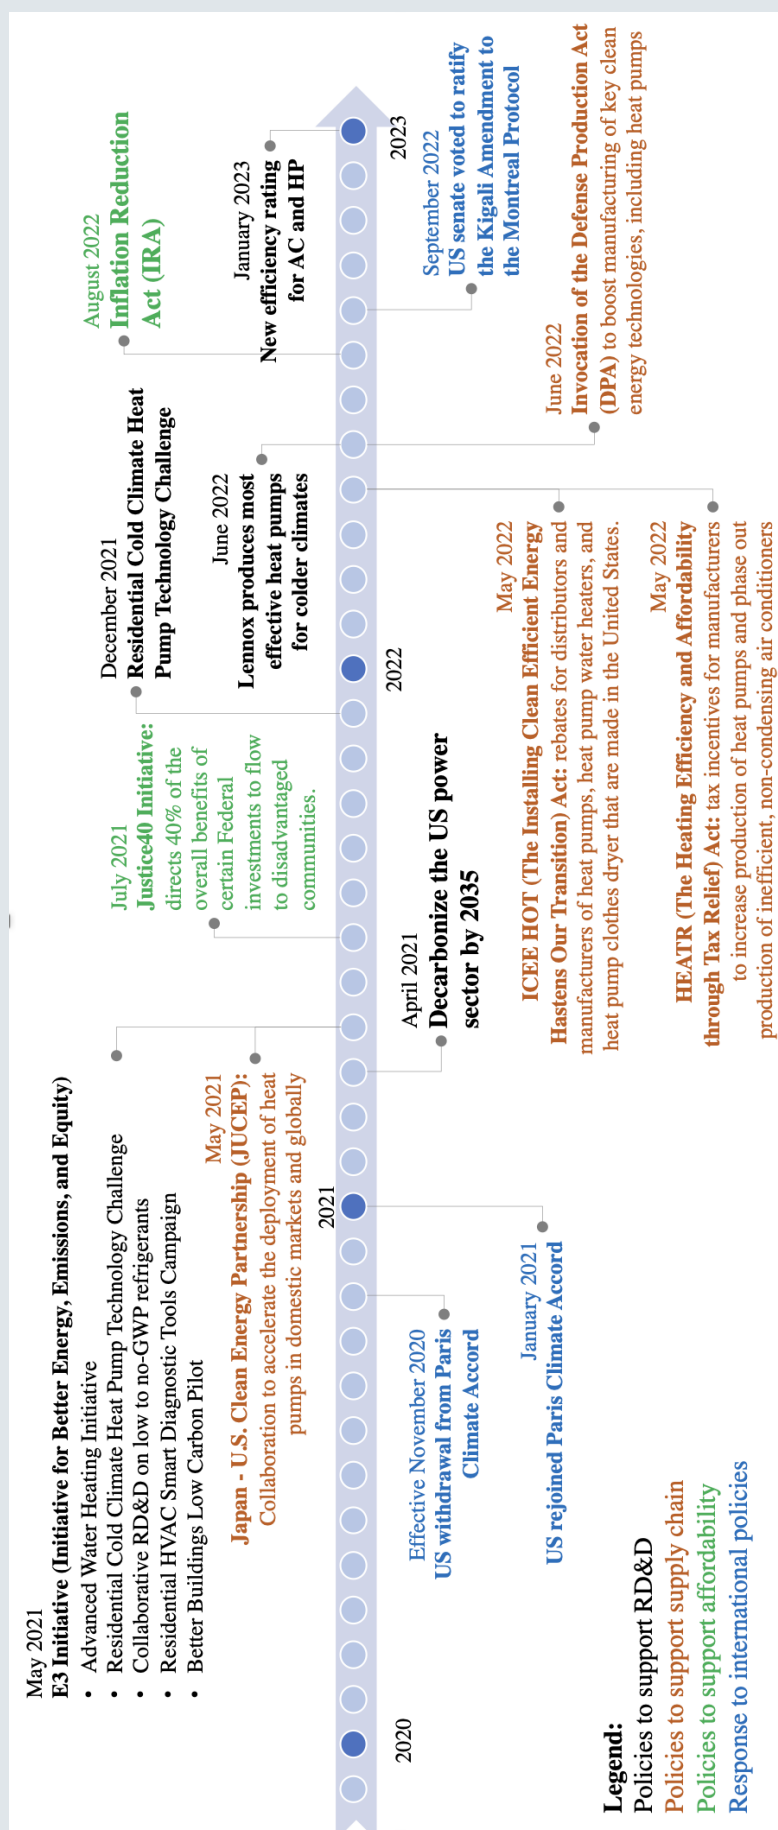 May 2021
E3 Initiative (Initiative for Better Energy, Emissions, and Equity)
• Advanced Water Heating Initiative
• Residential Cold Climate Heat Pump Technology Challenge
• Collaborative RD&D on low to no-GWP refrigerants
• Residential HVAC Smart Diagnostic Tools Campaign
• Better Buildings Low Carbon Pilot
May 2021
Japan - U.S. Clean Energy Partnership (JUCEP):
Collaboration to accelerate the deployment of heat
pumps in domestic markets and globally
July 2021
Justice40 Initiative:
directs 40% of the
overall benefits of
certain Federal
investments to flow
to disadvantaged
communities.
December 2021
Residential Cold Climate Heat
Pump Technology Challenge
June 2022
Lennox produces most
effective heat pumps
for colder climates
August 2022
Inflation Reduction
Act (IRA)
January 2023
New efficiency rating
for AC and HP
2020
2021
2022
2023
Effective November 2020
US withdrawal from Paris
Climate Accord
January 2021
US rejoined Paris Climate Accord
April 2021
Decarbonize the US power
sector by 2035
May 2022
ICEE HOT (The Installing Clean Efficient Energy
Hastens Our Transition) Act: rebates for distributors and
manufacturers of heat pumps, heat pump water heaters, and
heat pump clothes dryer that are made in the United States.
May 2022
HEATR (The Heating Efficiency and Affordability
through Tax Relief) Act: tax incentives for manufacturers
to increase production of heat pumps and phase out
production of inefficient, non-condensing air conditioners
June 2022
Invocation of the Defense Production Act
(DPA) to boost manufacturing of key clean
energy technologies, including heat pumps
September 2022
US senate voted to ratify
the Kigali Amendment to
the Montreal Protocol
Legend:
Policies to support RD&D
Policies to support supply chain
Policies to support affordability
Response to international policies